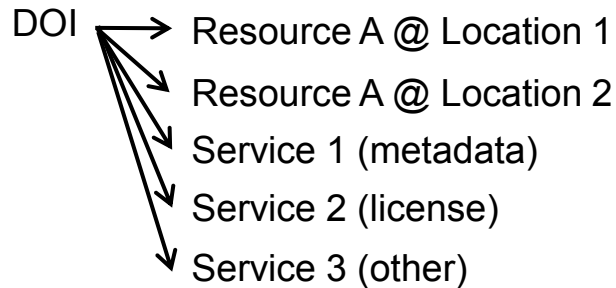 DOI
Resource A @ Location 1
Resource A @ Location 2
Service 1 (metadata)
Service 2 (license)
Service 3 (other)